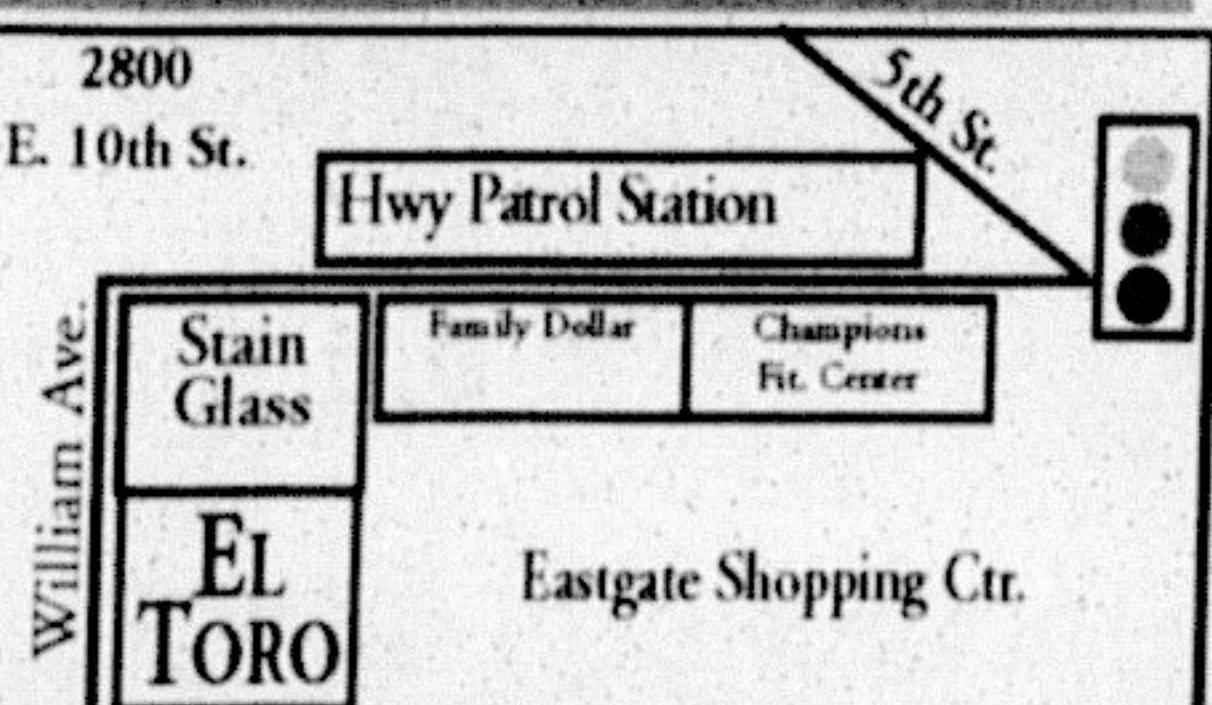 2800
E. 10th St.
5th St.
Hwy Patrol Station
William Ave.
Stain
Glass
Family Dollar
Champions
Fit. Center
EL
TORO
Eastgate Shopping Ctr.